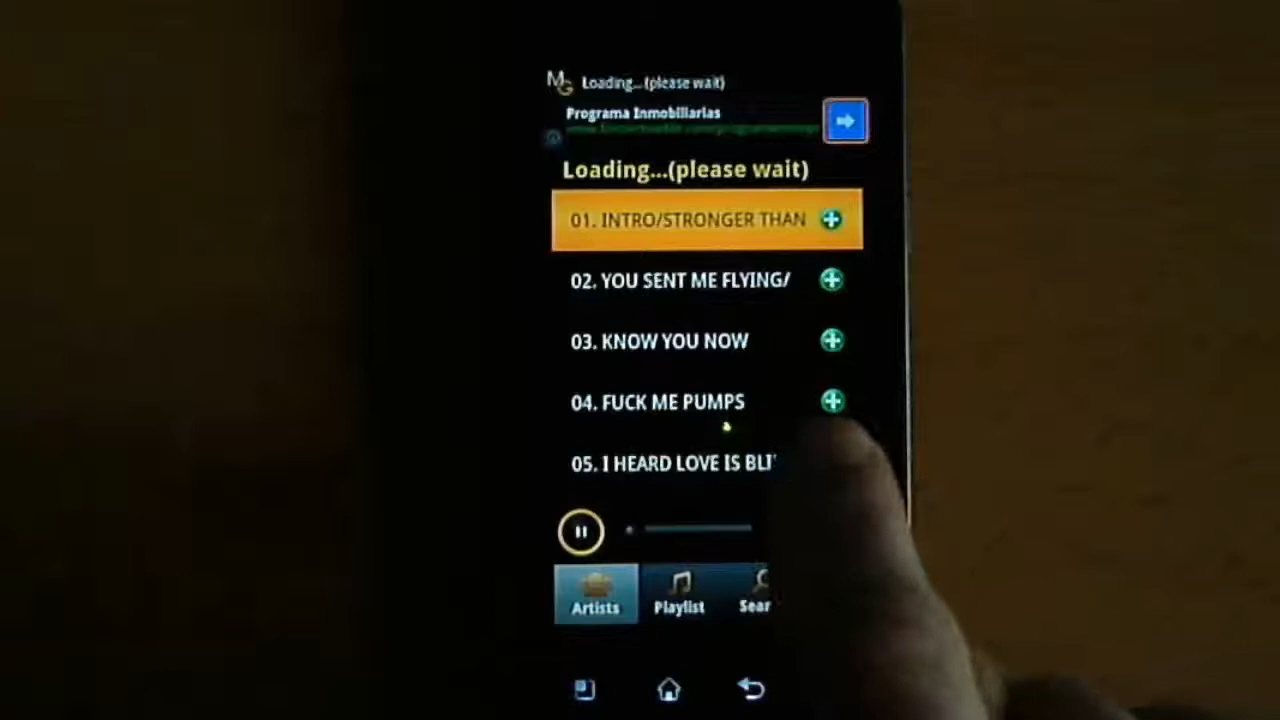 MG Loading...(please wait)
Programa Inmobiliarias
Loading...(please wait)
01. INTRO/STRONGER THAN
02. YOU SENT ME FLYING/
03. KNOW YOU NOW
04. FUCK ME PUMPS
05. I HEARD LOVE IS BLI
Artists Playlist Sear